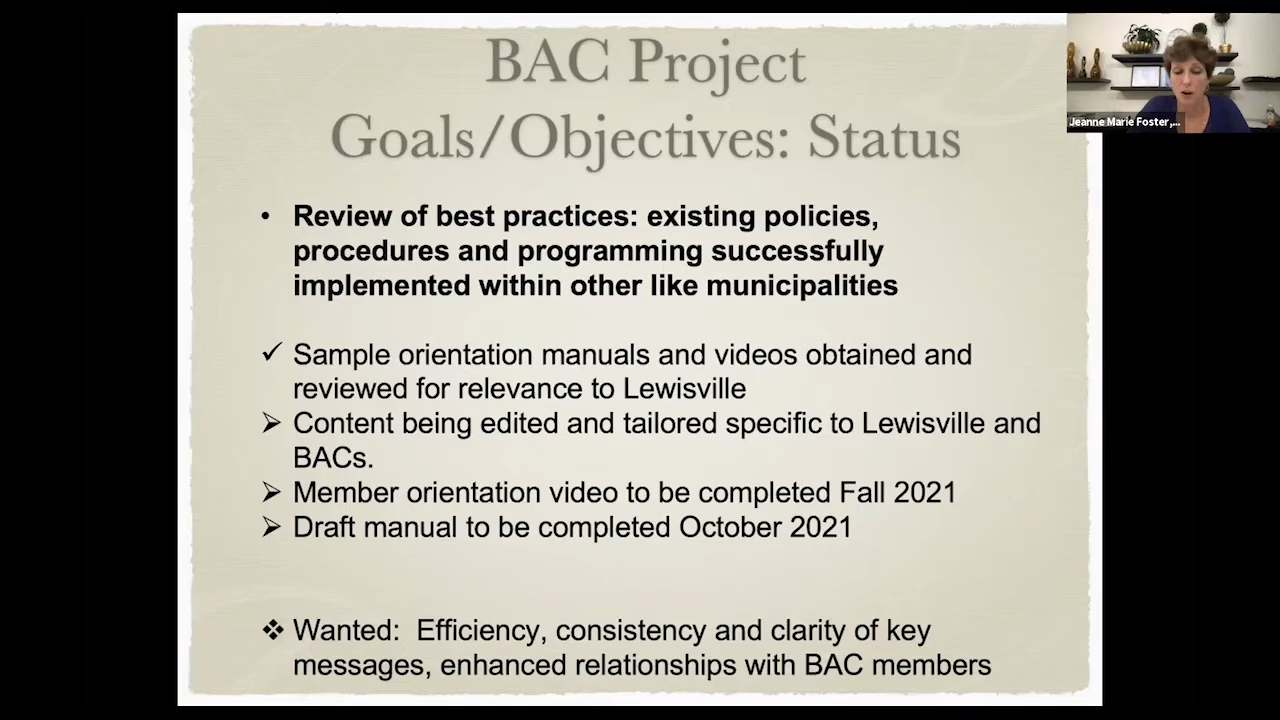 BAC Project
Goals/Objectives: Status
Jeanne Marie Foster,...
• Review of best practices: existing policies,
procedures and programming successfully
implemented within other like municipalities
✓ Sample orientation manuals and videos obtained and
reviewed for relevance to Lewisville
➢ Content being edited and tailored specific to Lewisville and
BACs.
➢ Member orientation video to be completed Fall 2021
➢ Draft manual to be completed October 2021
❖ Wanted:  Efficiency, consistency and clarity of key
messages, enhanced relationships with BAC members